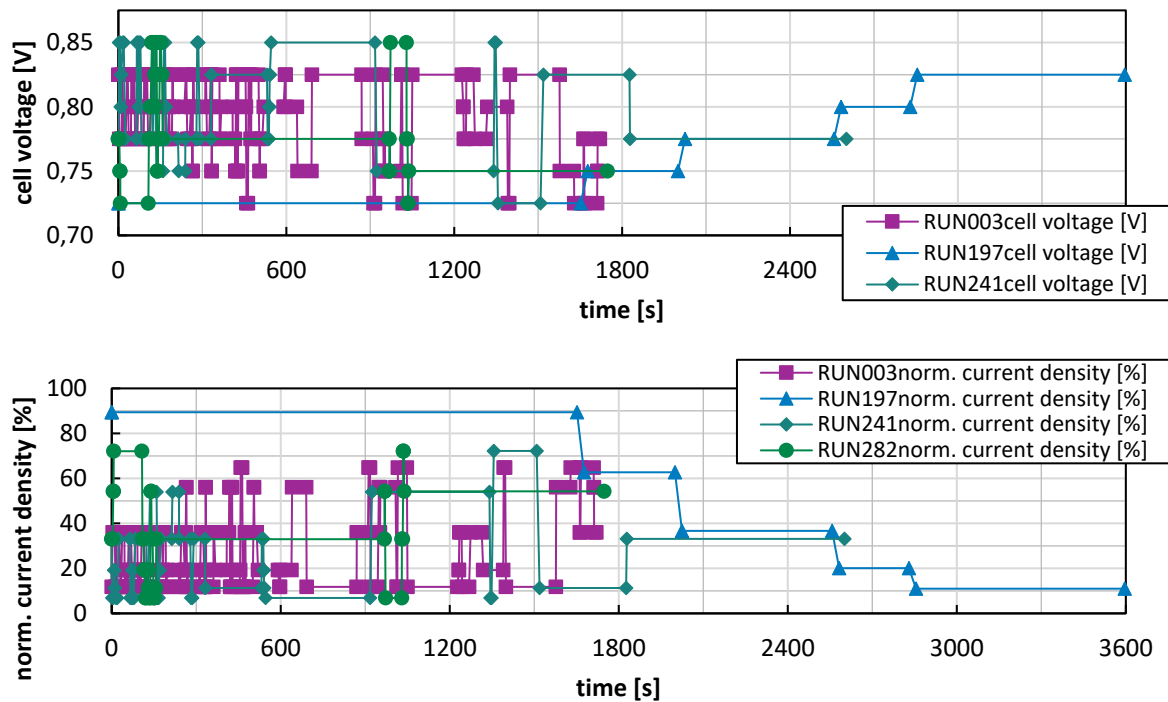 cell voltage [V]
0,85
0,80
0,75
0,70
0 600 1200 1800 2400
time [s]
RUN003cell voltage [V]
RUN197cell voltage [V]
RUN241cell voltage [V]
norm. current density [%]
100
80
60
40
20
0
0 600 1200 1800 2400 3000 3600
time [s]
RUN003norm. current density [%]
RUN197norm. current density [%]
RUN241norm. current density [%]
RUN282norm. current density [%]